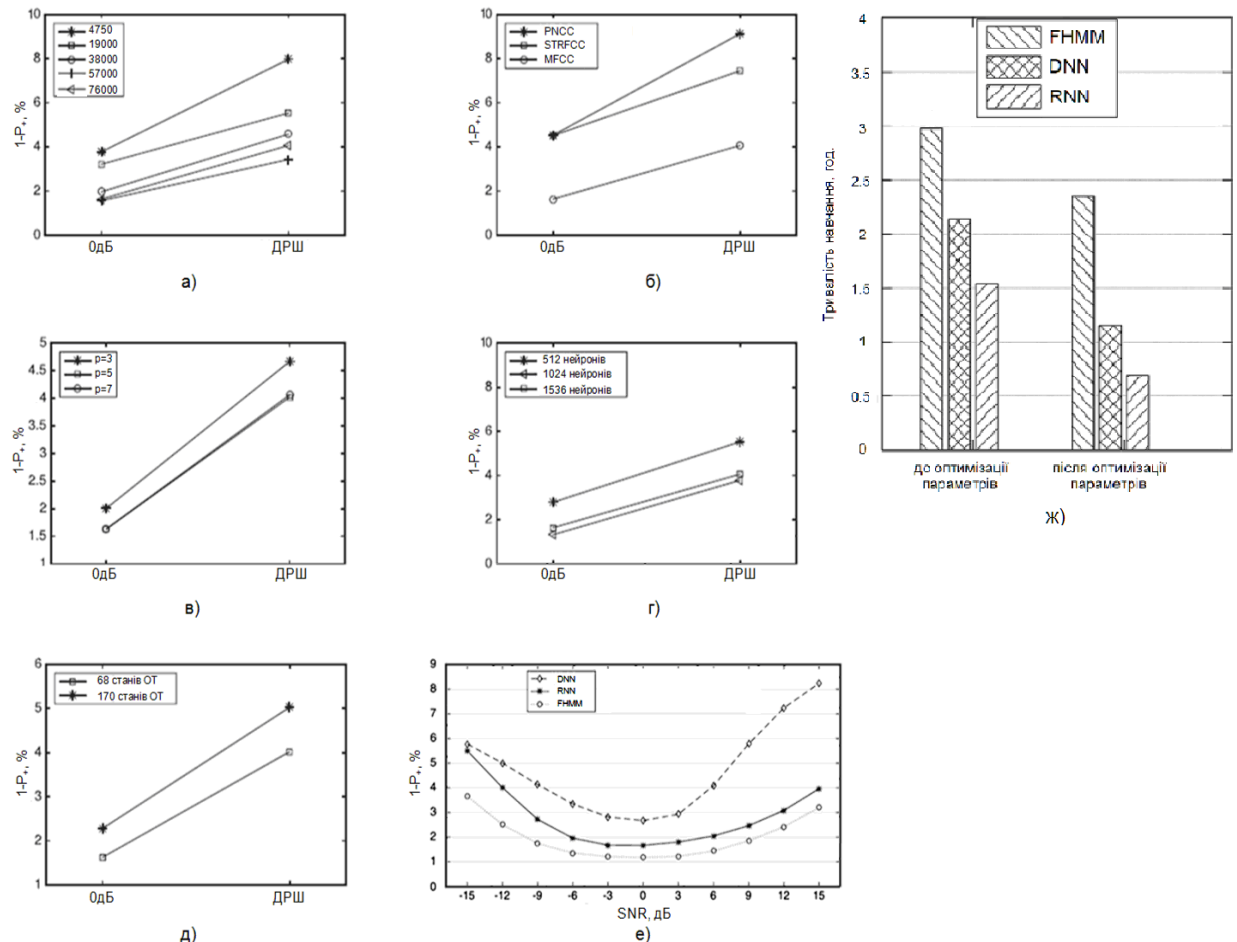 10
8
6
4
2
0
1-P₊, %
4750
19000
38000
57000
76000
0дБ
ДРШ
а)
10
8
6
4
2
0
1-P₊, %
PNCC
STRFCC
MFCC
0дБ
ДРШ
б)
4
3.5
3
2.5
2
1.5
1
0.5
0
Тривалість навчання, год.
FHMM
DNN
RNN
до оптимізації
параметрів
після оптимізації
параметрів
ж)
5
4.5
4
3.5
3
2.5
2
1.5
1
1-P₊, %
p=3
p=5
p=7
0дБ
ДРШ
в)
10
8
6
4
2
0
1-P₊, %
512 нейронів
1024 нейронів
1536 нейронів
0дБ
ДРШ
г)
6
5
4
3
2
1
1-P₊, %
68 станів ОТ
170 станів ОТ
0дБ
ДРШ
д)
9
8
7
6
5
4
3
2
1
0
1-P₊, %
DNN
RNN
FHMM
-15 -12 -9 -6 -3 0 3 6 9 12 15
SNR, дБ
е)